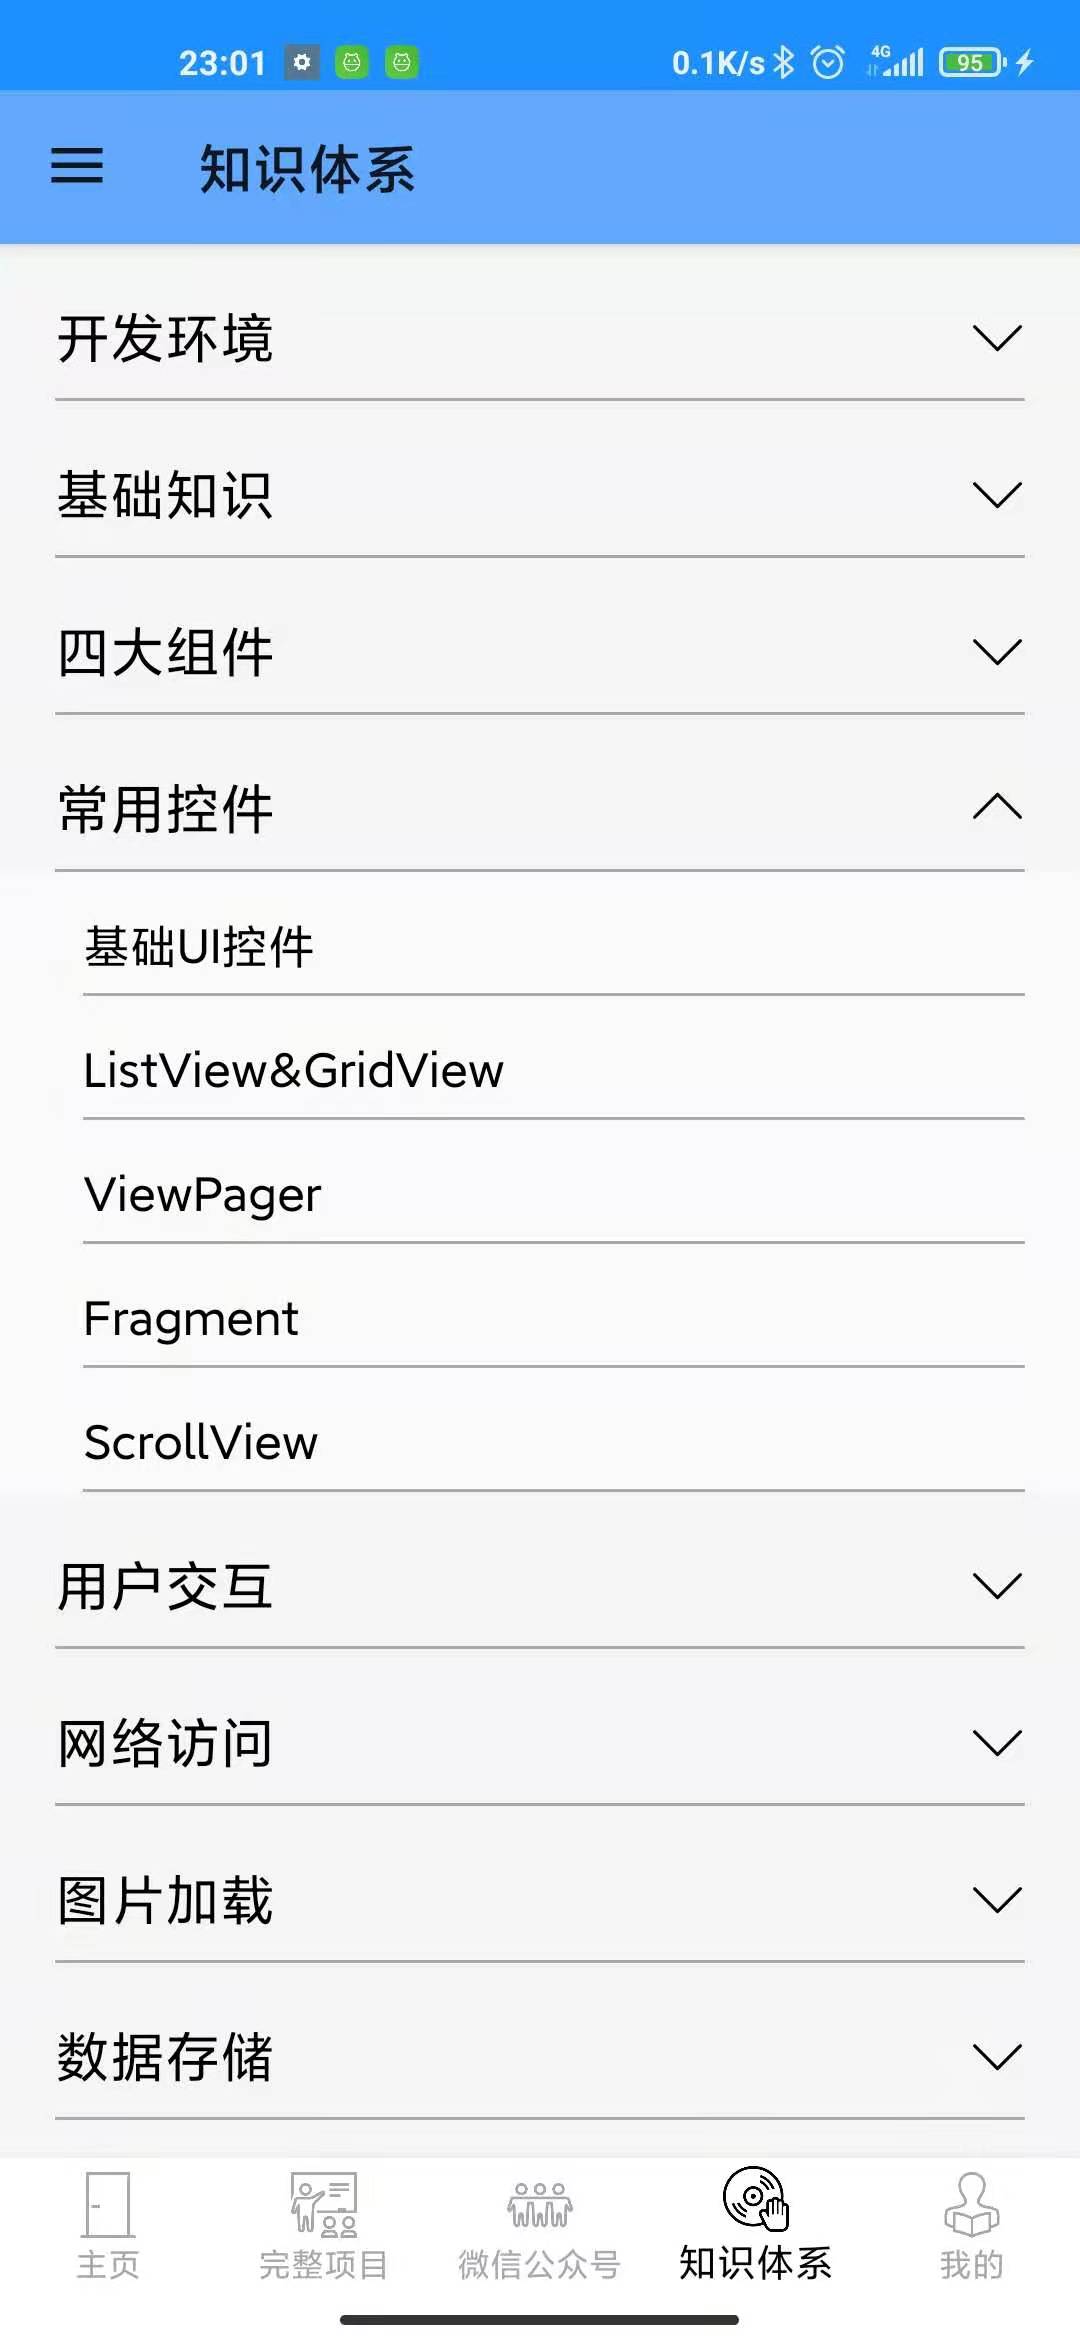 23:01 0.1K/s 4G 95
知识体系
开发环境
基础知识
四大组件
常用控件
基础UI控件
ListView&GridView
ViewPager
Fragment
ScrollView
用户交互
网络访问
图片加载
数据存储
主页 完整项目 微信公众号 知识体系 我的